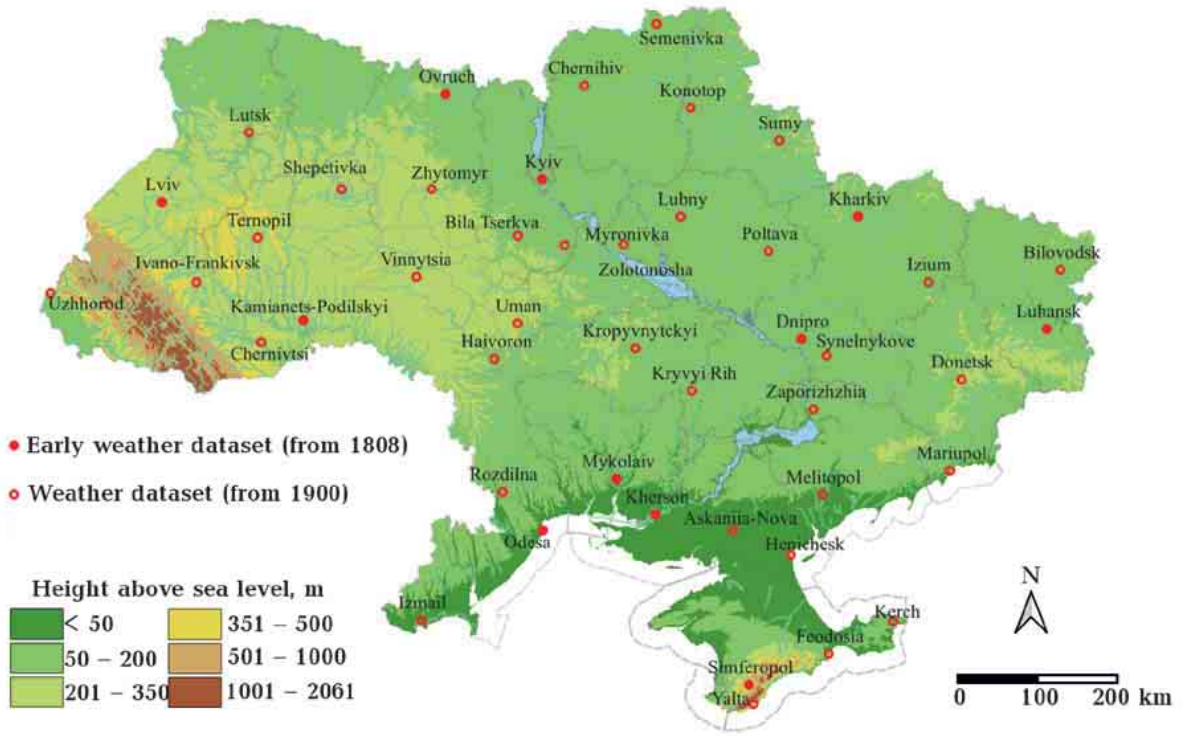 Semenivka
Chernihiv
Ovruch
Konotop
Lutsk
Sumy
Shepetivka
Zhytomyr
Kyiv
Lviv
Lubny
Kharkiv
Ternopil
Bila Tserkva
Myronivka
Poltava
Ivano-Frankivsk
Vinnytsia
Zolotonosha
Izium
Bilovodsk
Uzhhorod
Kamianets-Podilskyi
Uman
Kropyvnytckyi
Dnipro
Luhansk
Chernivtsi
Haivoron
Synelnykove
Donetsk
Kryvyi Rih
Zaporizhzhia
Early weather dataset (from 1808)
Mariupol
Rozdilna
Mykolaiv
Melitopol
Weather dataset (from 1900)
Kherson
Askaniia-Nova
Odesa
Henichesk
Height above sea level, m
N
Izmail
Kerch
< 50
351 – 500
Feodosia
50 – 200
501 – 1000
Simferopol
201 – 350
1001 – 2061
Yalta
0 100 200 km